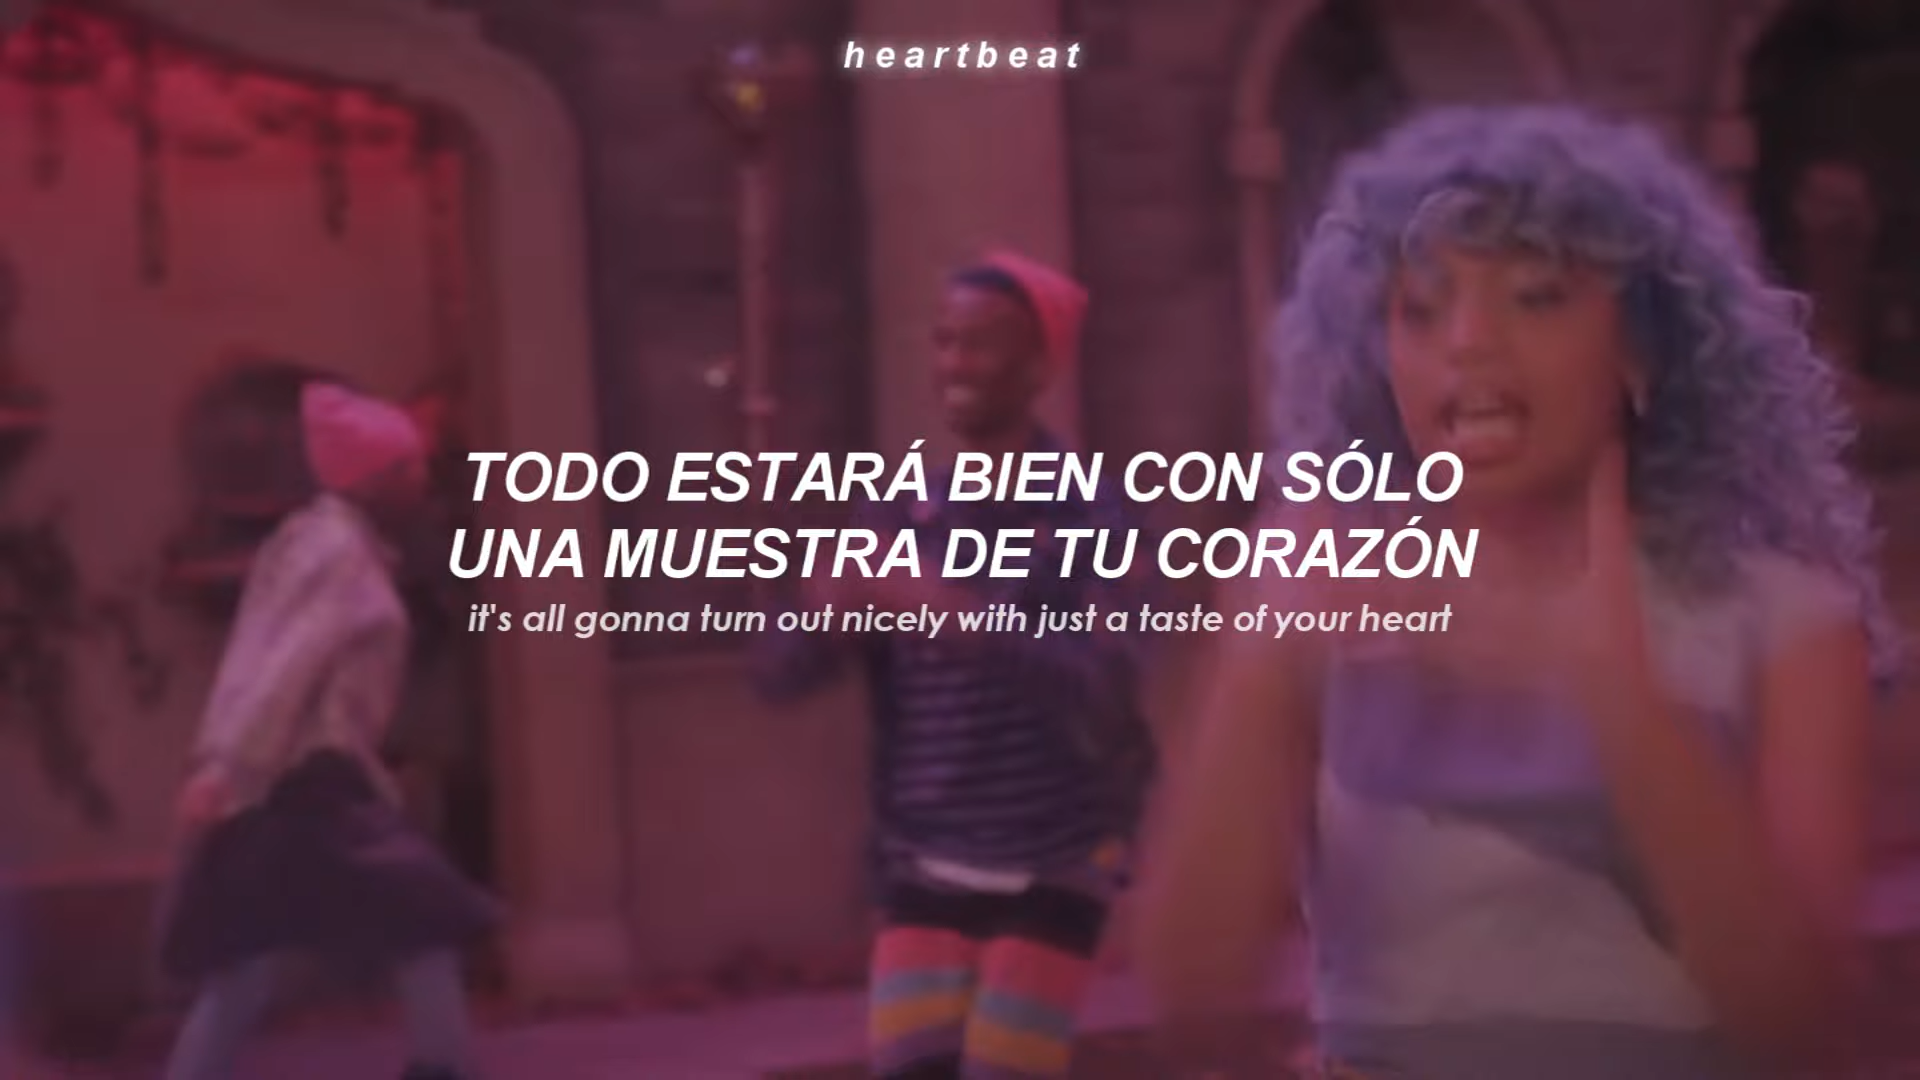 heartbeat
TODO ESTARÁ BIEN CON SÓLO
UNA MUESTRA DE TU CORAZÓN
it's all gonna turn out nicely with just a taste of your heart